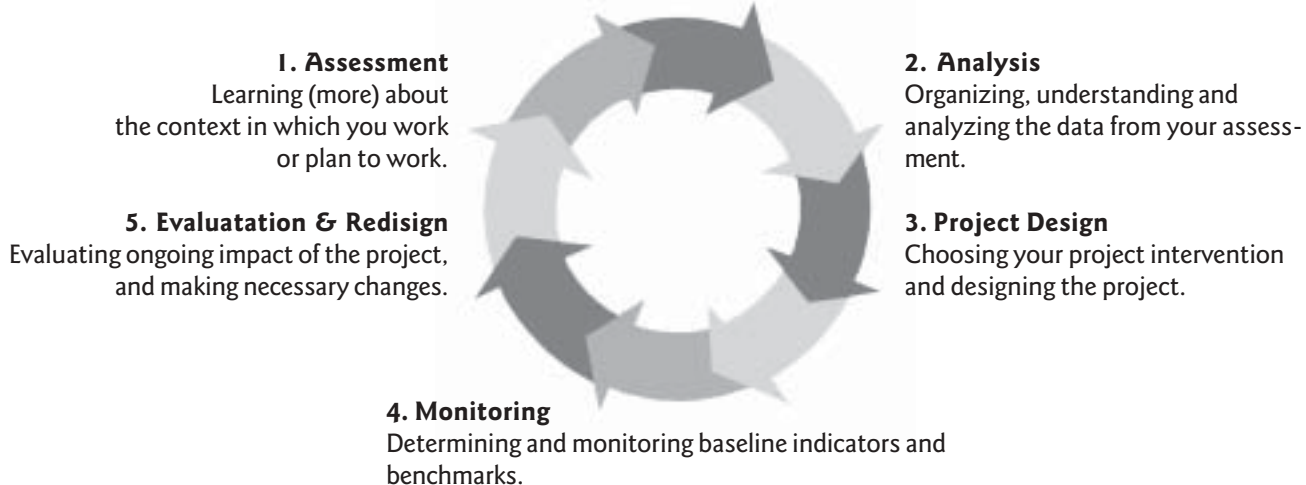 1. Assessment
Learning (more) about
the context in which you work
or plan to work.
2. Analysis
Organizing, understanding and
analyzing the data from your assess-
ment.
3. Project Design
Choosing your project intervention
and designing the project.
4. Monitoring
Determining and monitoring baseline indicators and
benchmarks.
5. Evaluatation & Redisign
Evaluating ongoing impact of the project,
and making necessary changes.